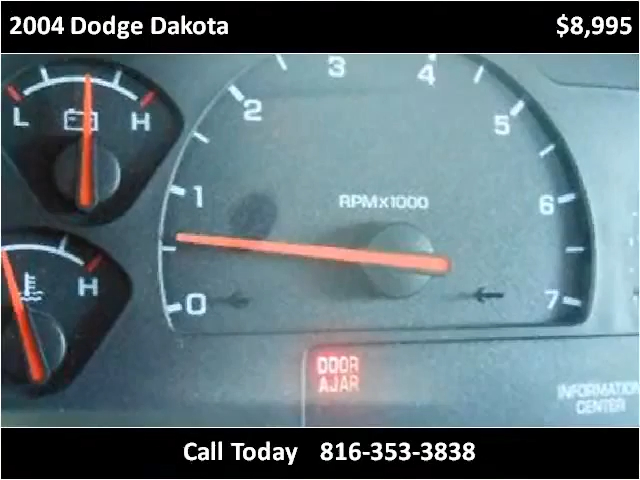 2004 Dodge Dakota $8,995
3 4
2 5
L H
1 RPMx1000 6
H
0 7
DOOR
AJAR
INFORMATION
CENTER
Call Today 816-353-3838